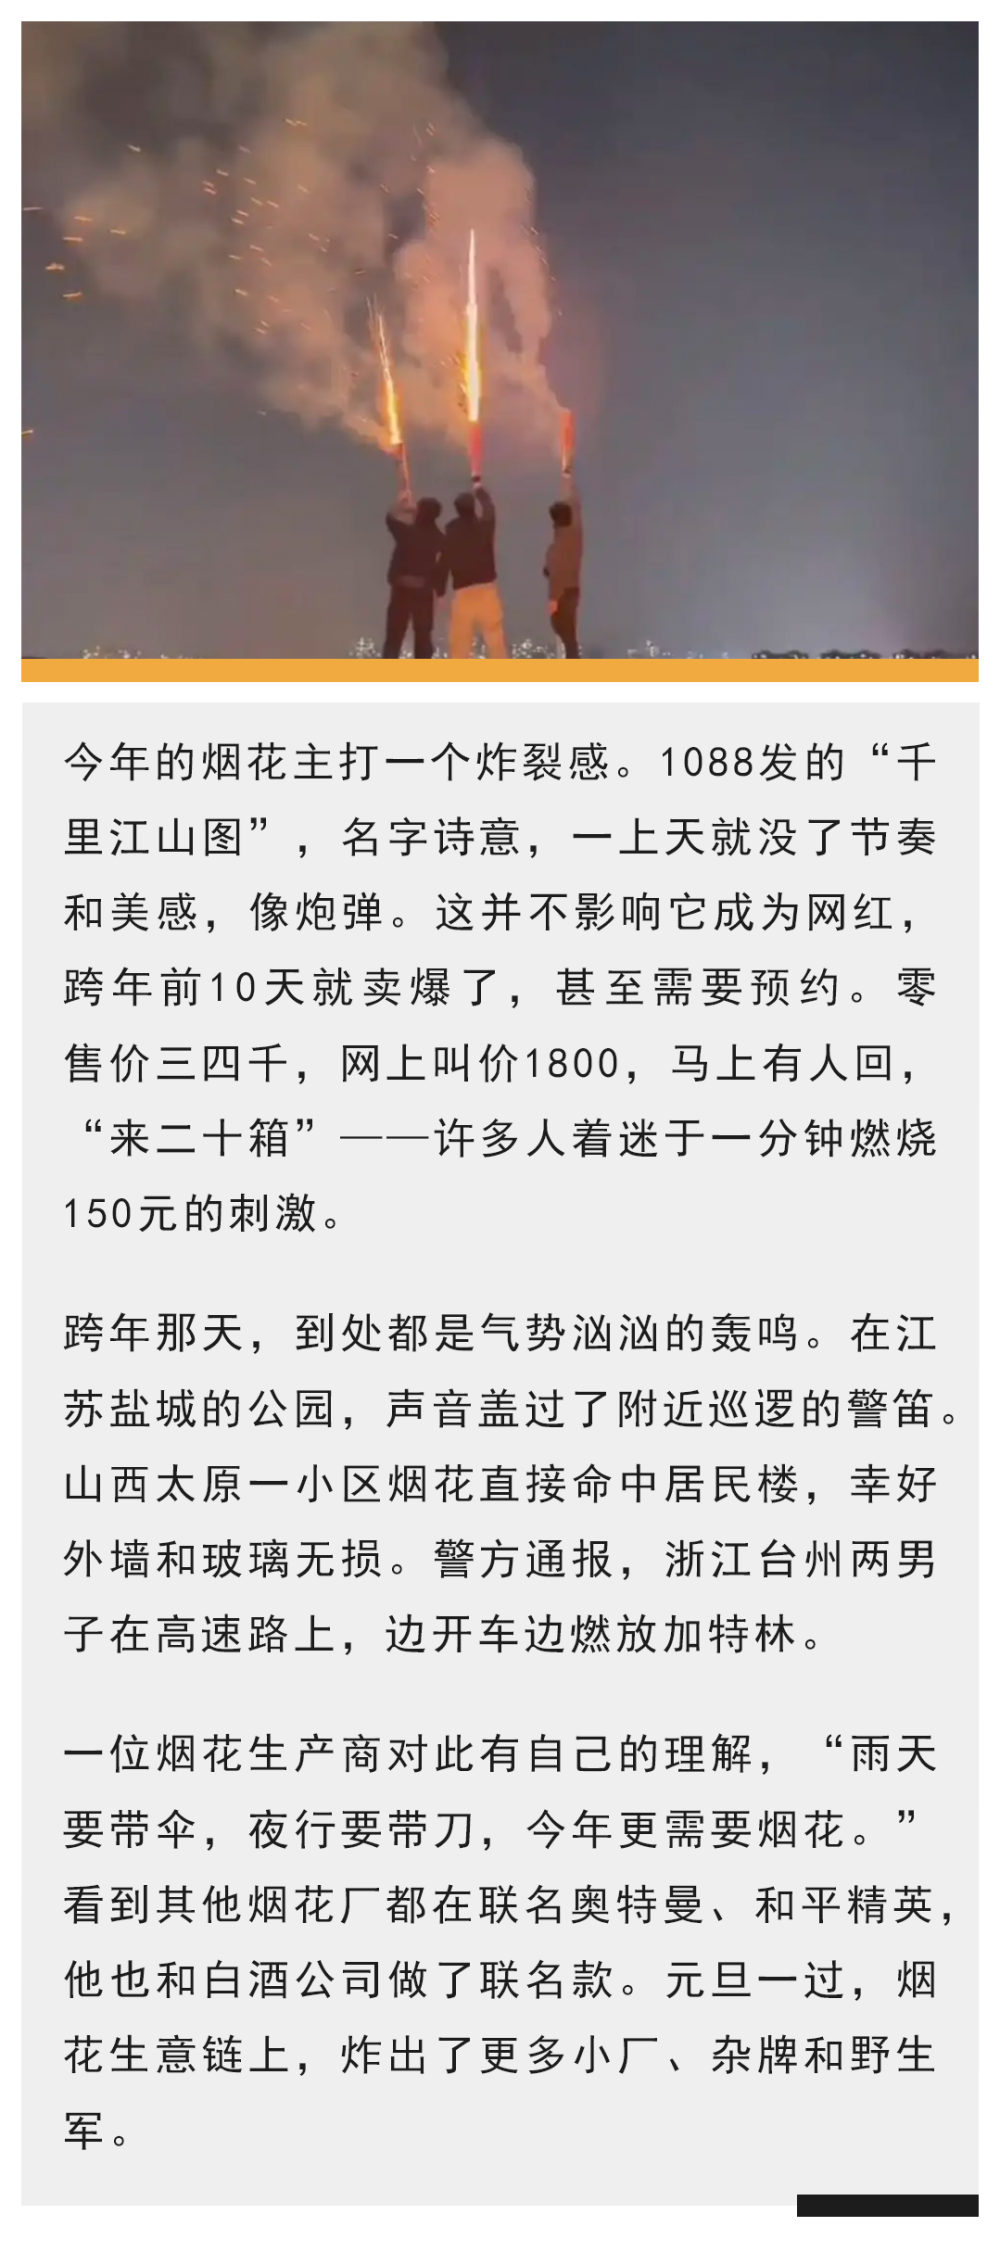 今年的烟花主打一个炸裂感。1088发的“千
里江山图”，名字诗意，一上天就没了节奏
和美感，像炮弹。这并不影响它成为网红，
跨年前10天就卖爆了，甚至需要预约。零
售价三四千，网上叫价1800，马上有人回，
“来二十箱”——许多人着迷于一分钟燃烧
150元的刺激。
跨年那天，到处都是气势汹汹的轰鸣。在江
苏盐城的公园，声音盖过了附近巡逻的警笛。
山西太原一小区烟花直接命中居民楼，幸好
外墙和玻璃无损。警方通报，浙江台州两男
子在高速路上，边开车边燃放加特林。
一位烟花生产商对此有自己的理解，“雨天
要带伞，夜行要带刀，今年更需要烟花。”
看到其他烟花厂都在联名奥特曼、和平精英，
他也和白酒公司做了联名款。元旦一过，烟
花生意链上，炸出了更多小厂、杂牌和野生
军。